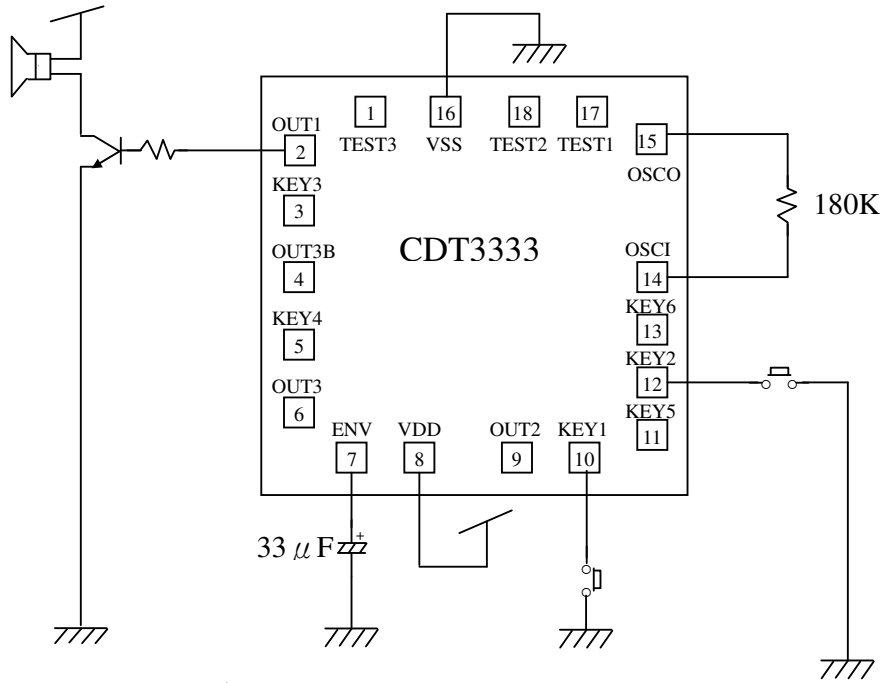 1 16 18 17
TEST3 VSS TEST2 TEST1
OUT1
2
15
OSCO
KEY3
3
180K
OUT3B
4
CDT3333
OSCI
14
KEY6
13
KEY4
5
KEY2
12
OUT3
6
KEY5
11
ENV VDD OUT2 KEY1
7 8 9 10
33 μF
+